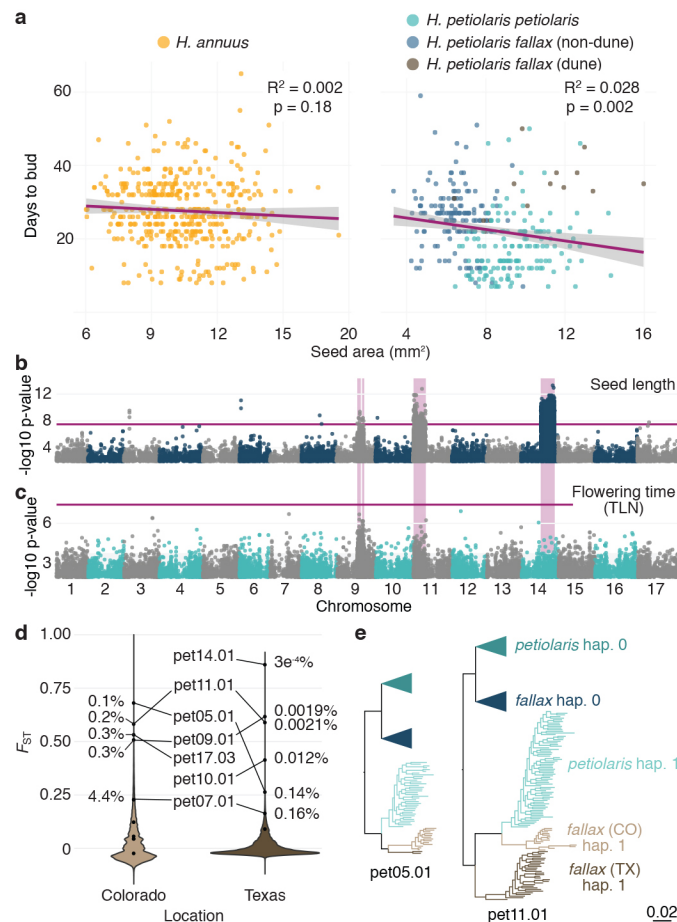 a
H. annuus
H. petiolaris petiolaris
H. petiolaris fallax (non-dune)
H. petiolaris fallax (dune)
R² = 0.002
p = 0.18
R² = 0.028
p = 0.002
Days to bud
60
40
20
6 9 12 15 20
4 8 12 16
Seed area (mm²)
b
Seed length
-log10 p-value
12
8
4
c
Flowering time
(TLN)
-log10 p-value
6
3
1 2 3 4 5 6 7 8 9 10 11 12 13 14 15 16 17
Chromosome
d
FST
1.00
0.75
0.50
0.25
0
pet14.01
3e⁻⁴%
pet11.01
0.1%
0.2%
pet05.01
0.0019%
0.0021%
0.3%
pet09.01
0.3%
pet17.03
0.012%
pet10.01
0.14%
4.4%
pet07.01
0.16%
Colorado
Texas
Location
e
petiolaris hap. 0
fallax hap. 0
petiolaris hap. 1
fallax (CO)
hap. 1
fallax (TX)
hap. 1
pet05.01
pet11.01
0.02